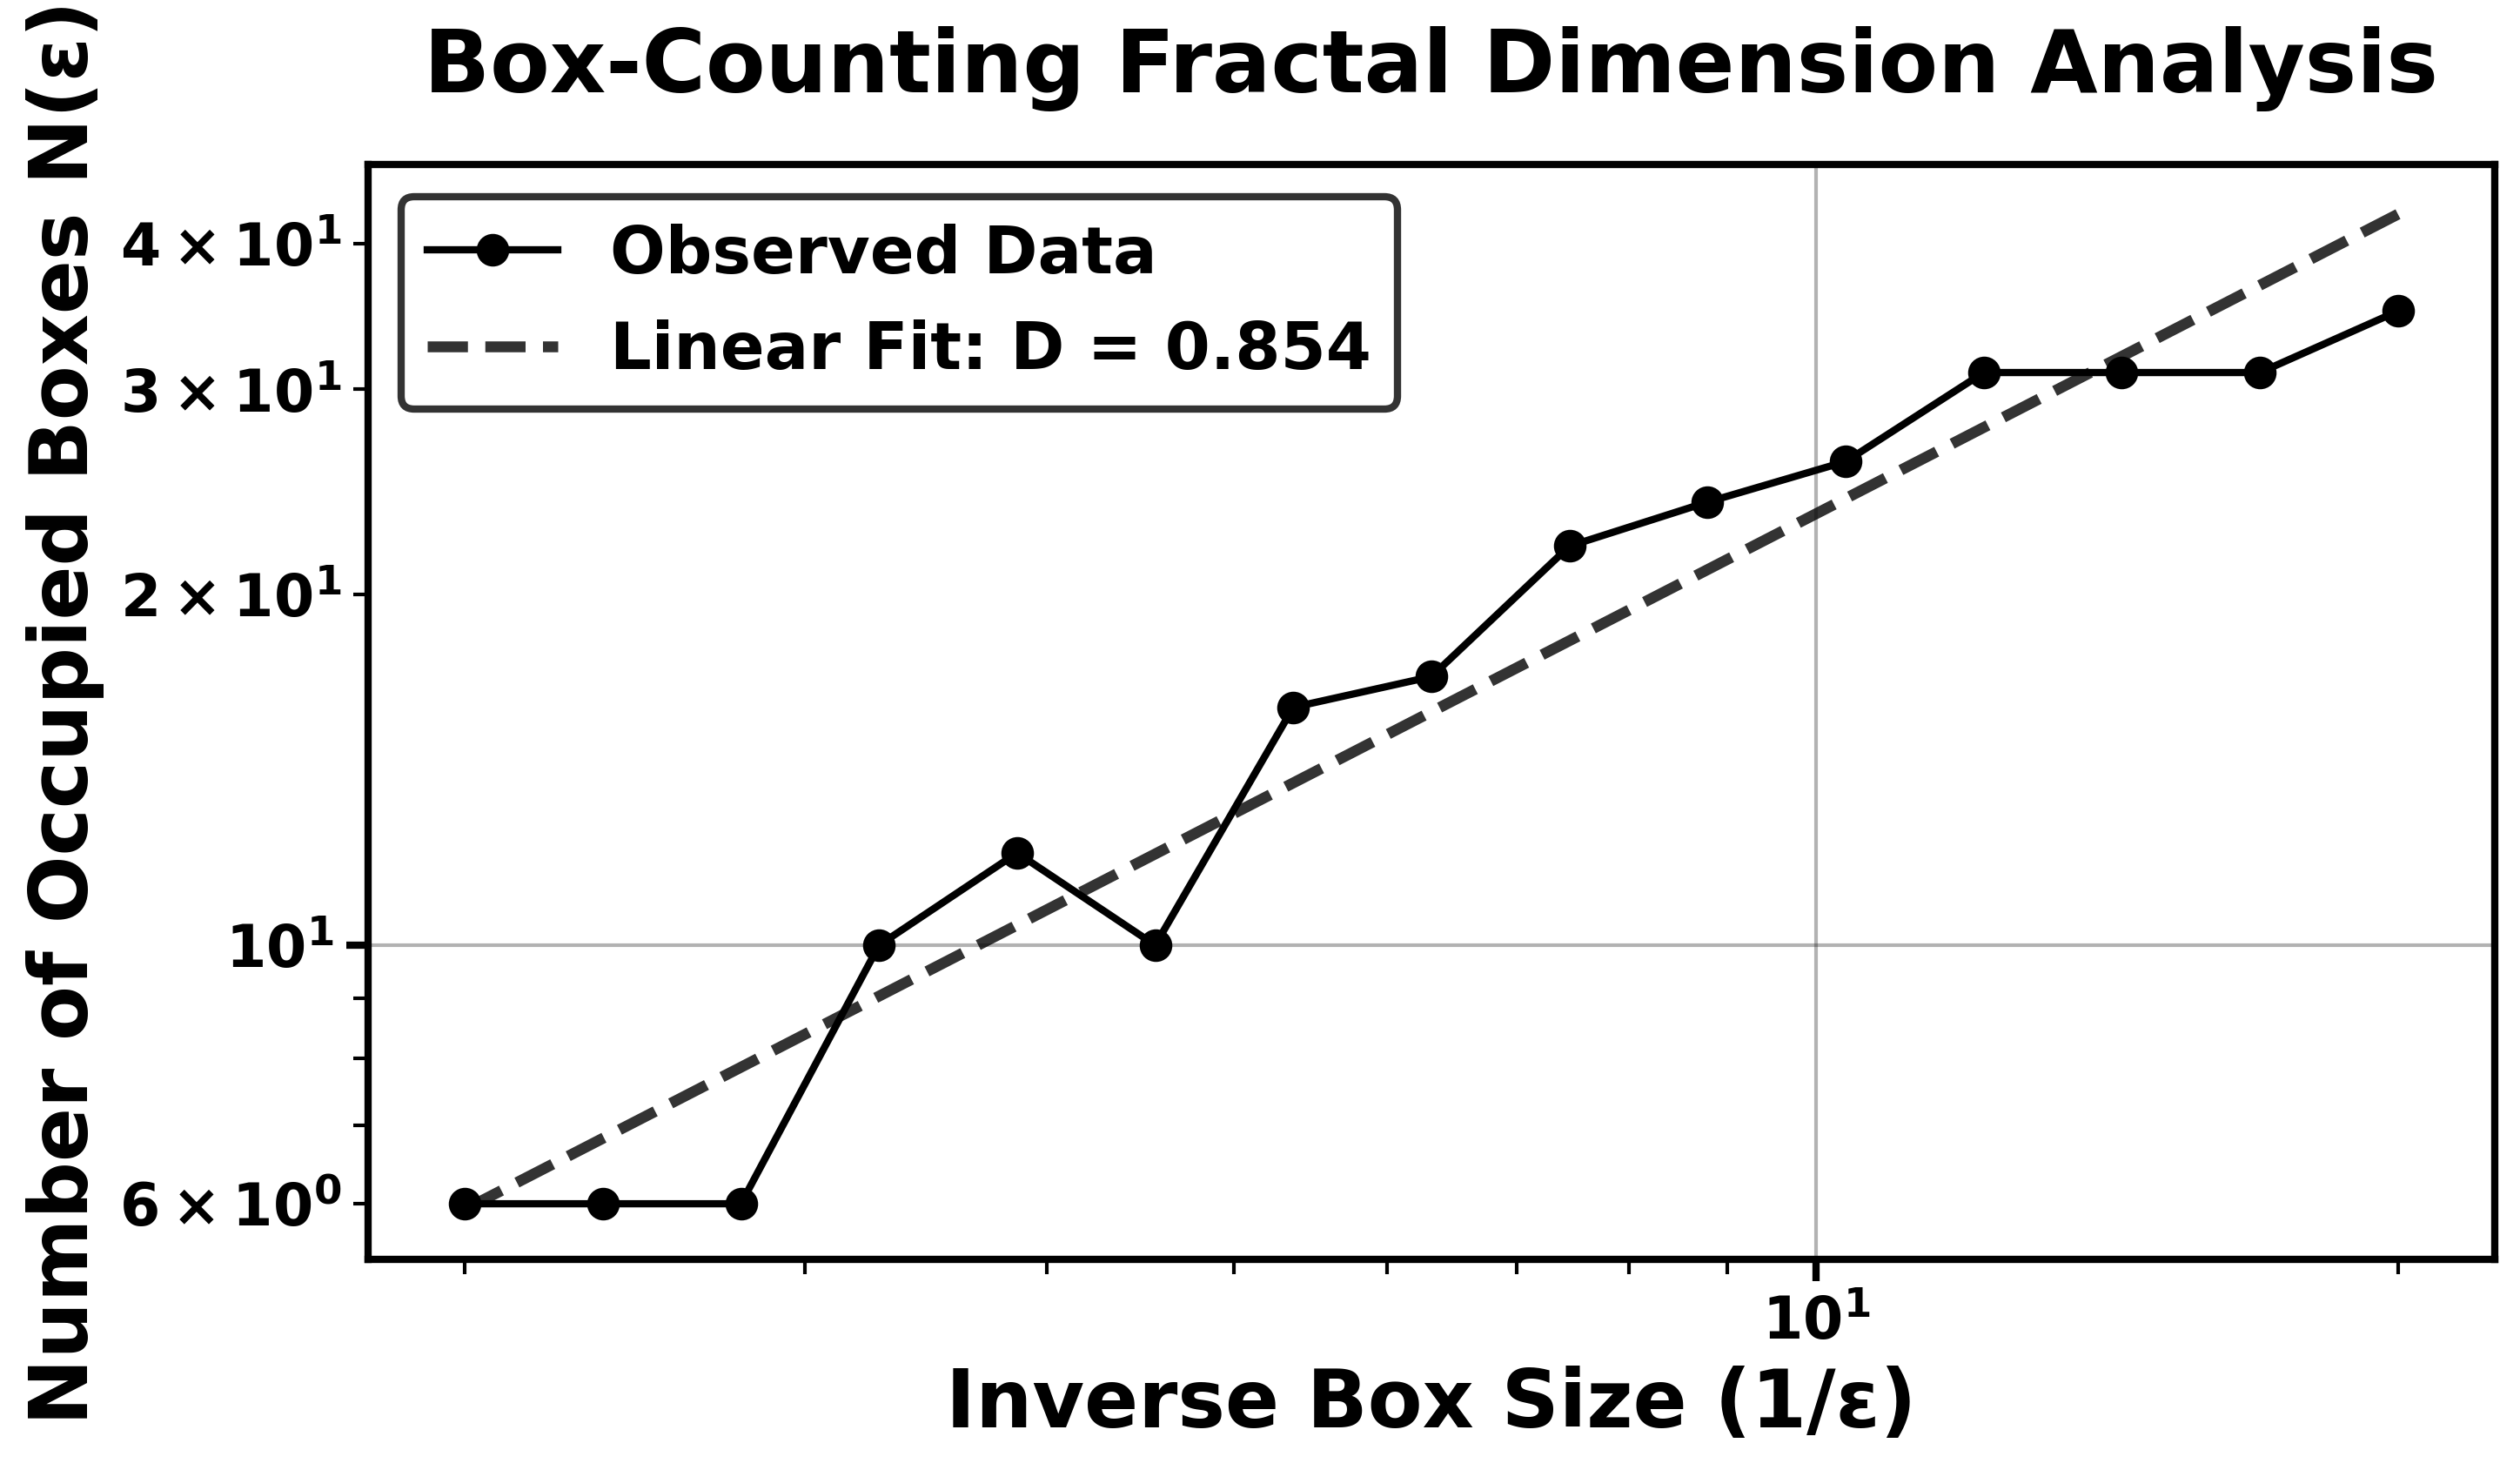 Box-Counting Fractal Dimension Analysis
Number of Occupied Boxes N(ε)
4 × 10¹
3 × 10¹
2 × 10¹
10¹
6 × 10⁰
Observed Data
Linear Fit: D = 0.854
10¹
Inverse Box Size (1/ε)